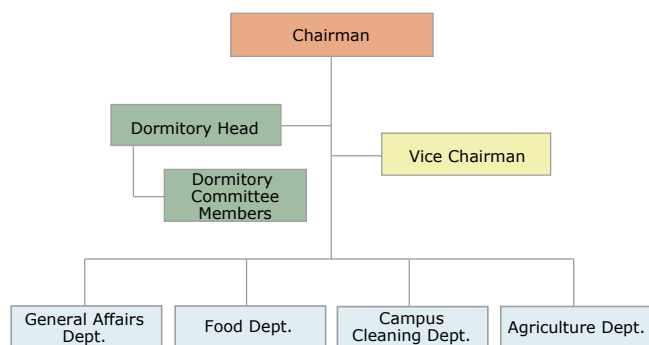 Chairman
Dormitory Head
Vice Chairman
Dormitory
Committee
Members
General Affairs
Dept.
Food Dept.
Campus
Cleaning Dept.
Agriculture Dept.